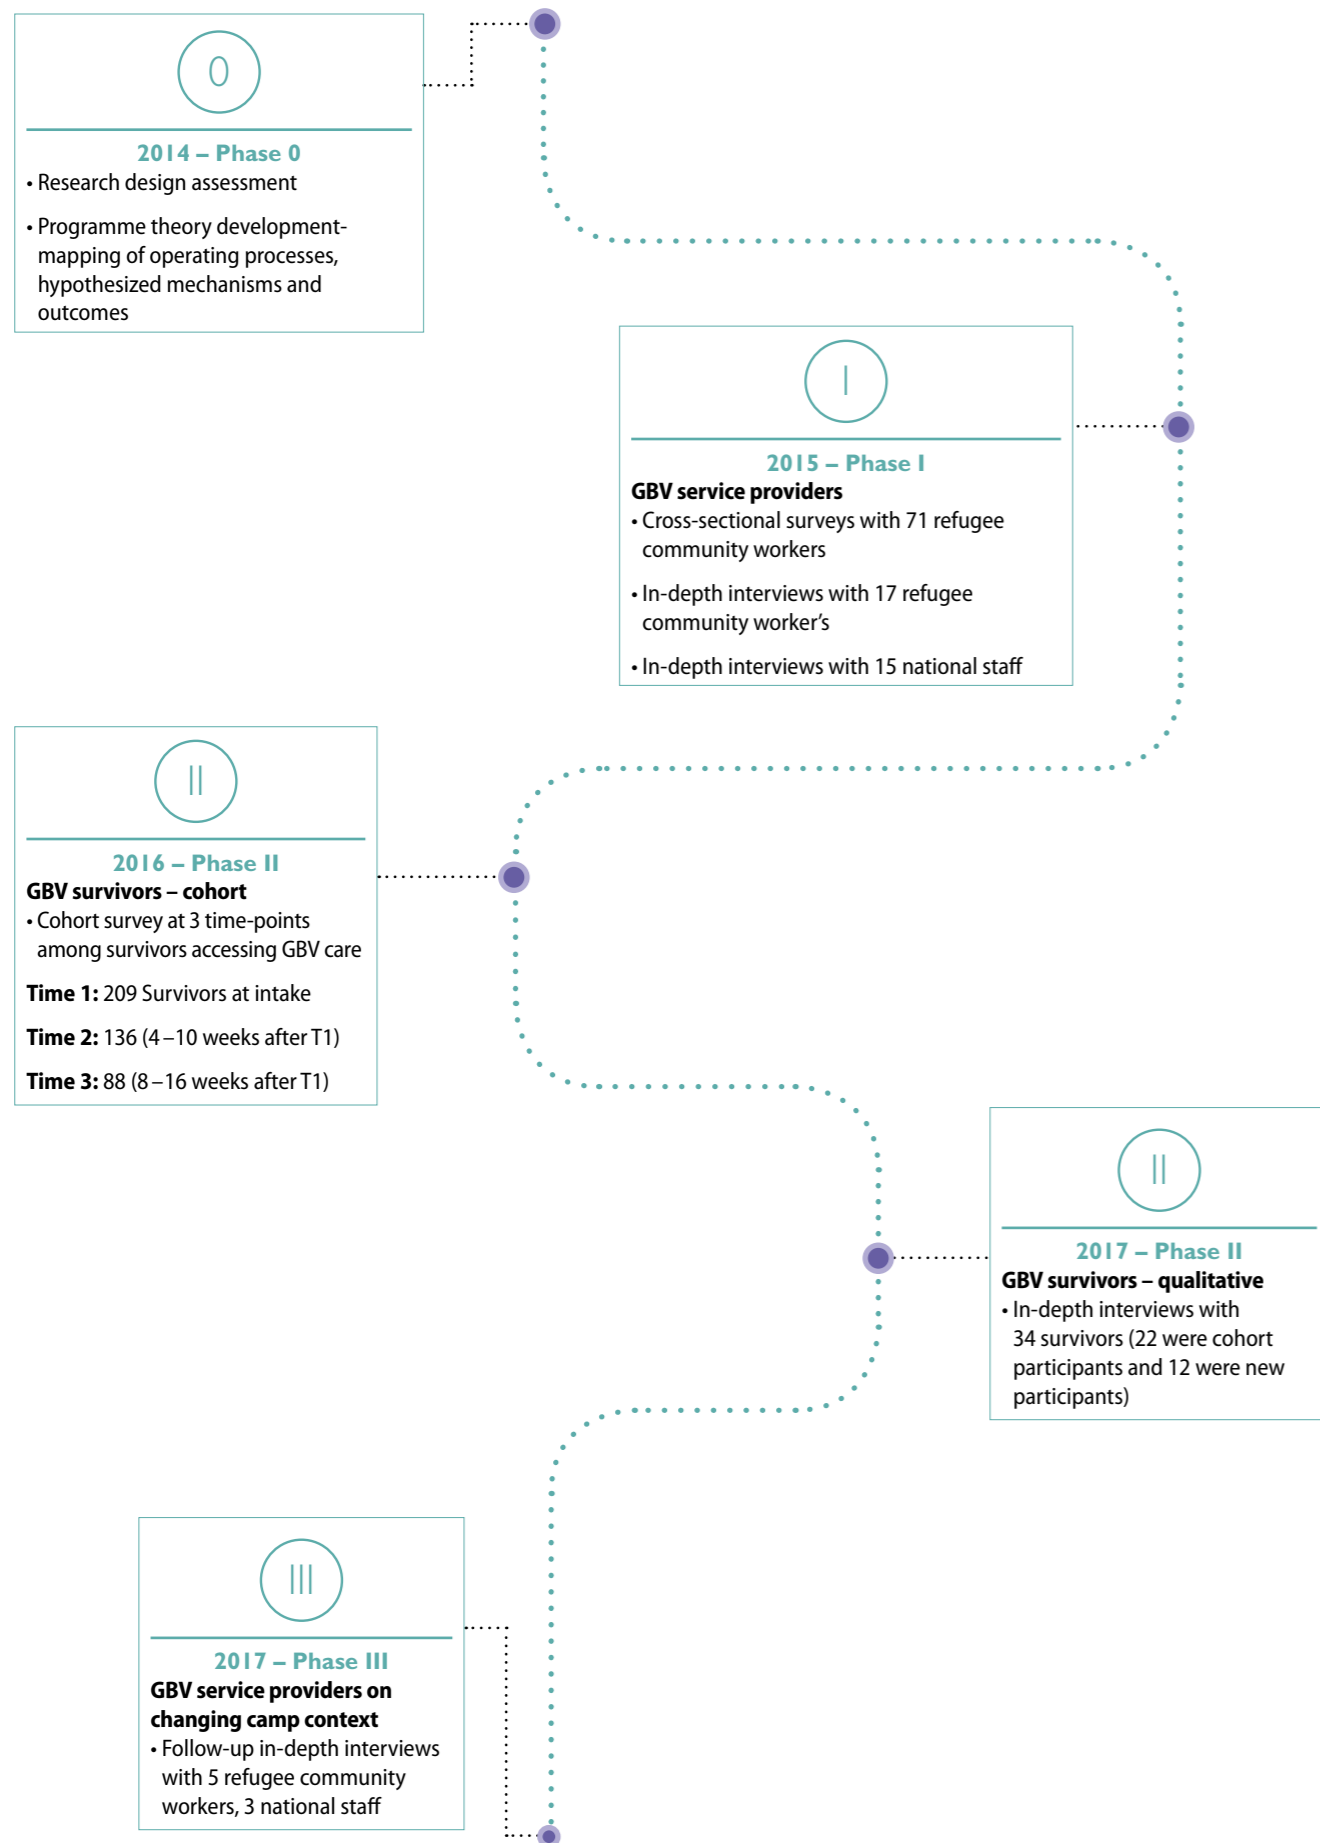 0
2014 – Phase 0
• Research design assessment
• Programme theory development-
mapping of operating processes,
hypothesized mechanisms and
outcomes
I
2015 – Phase I
GBV service providers
• Cross-sectional surveys with 71 refugee
community workers
• In-depth interviews with 17 refugee
community worker's
• In-depth interviews with 15 national staff
II
2016 – Phase II
GBV survivors – cohort
• Cohort survey at 3 time-points
among survivors accessing GBV care
Time 1: 209 Survivors at intake
Time 2: 136 (4–10 weeks after T1)
Time 3: 88 (8–16 weeks after T1)
II
2017 – Phase II
GBV survivors – qualitative
• In-depth interviews with
34 survivors (22 were cohort
participants and 12 were new
participants)
III
2017 – Phase III
GBV service providers on
changing camp context
• Follow-up in-depth interviews
with 5 refugee community
workers, 3 national staff